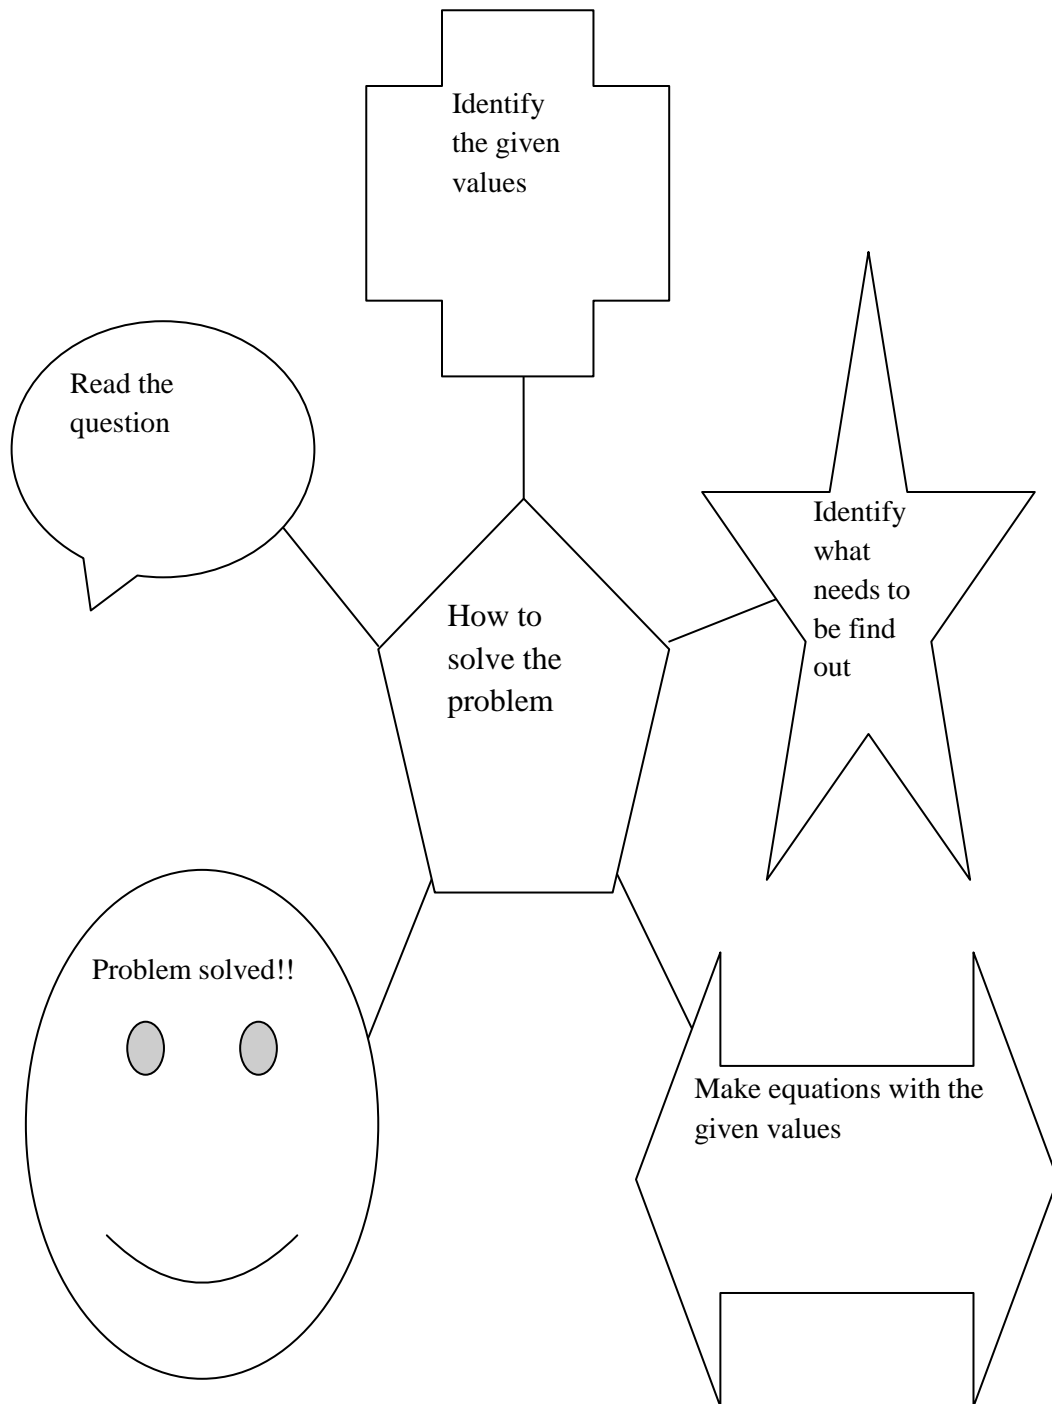 Identify
the given
values
Read the
question
Identify
what
needs to
be find
out
How to
solve the
problem
Problem solved!!
Make equations with the
given values